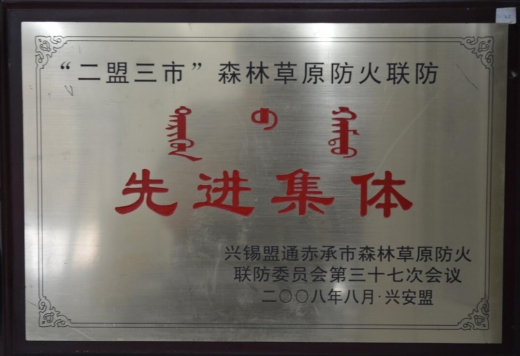 “二盟三市”森林草原防火联防
先进集体
兴锡盟通赤承市森林草原防火
联防委员会第三十七次会议
二〇〇八年八月·兴安盟